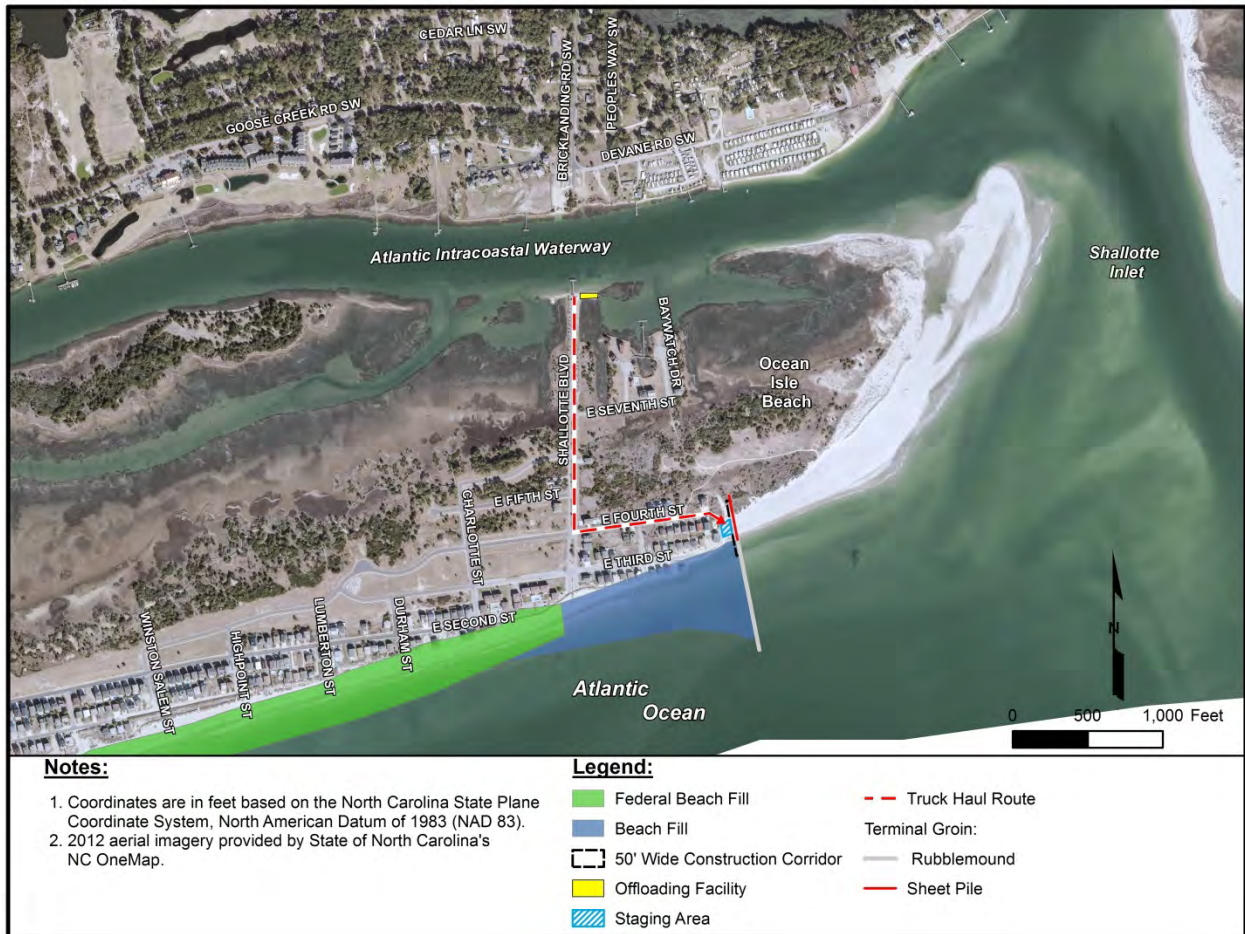 CEDAR LN SW
BRICKLANDING RD SW
PEOPLES WAY SW
GOOSE CREEK RD SW
DEVANE RD SW
Atlantic Intracoastal Waterway
Shallotte
Inlet
BAYWATCH DR
SHALLOTTE BLVD
Ocean
Isle
Beach
E SEVENTH ST
CHARLOTTE ST
E FIFTH ST
E FOURTH ST
E THIRD ST
WINSTON SALEM ST
HIGHPOINT ST
LUMBERTON ST
DURHAM ST
E SECOND ST
N
Atlantic
Ocean
0 500 1,000 Feet
Notes:
1. Coordinates are in feet based on the North Carolina State Plane
Coordinate System, North American Datum of 1983 (NAD 83).
2. 2012 aerial imagery provided by State of North Carolina's
NC OneMap.
Legend:
Federal Beach Fill
Beach Fill
50' Wide Construction Corridor
Offloading Facility
Staging Area
Truck Haul Route
Terminal Groin:
Rubblemound
Sheet Pile